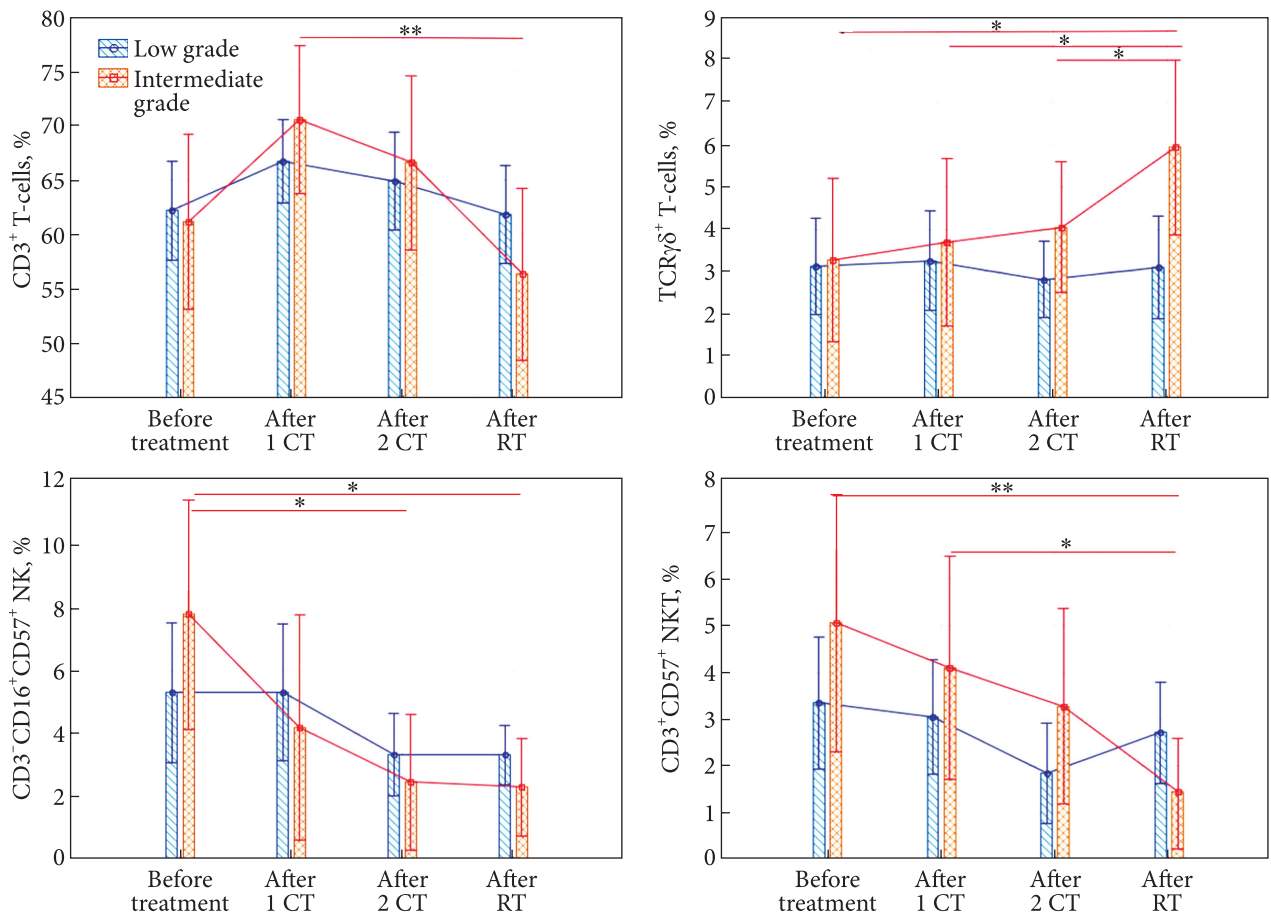 80
75
70
65
60
55
50
45
CD3⁺ T-cells, %
Low grade
Intermediate
grade
**
Before
treatment
After
1 CT
After
2 CT
After
RT
9
8
7
6
5
4
3
2
1
0
TCRγδ⁺ T-cells, %
*
*
*
Before
treatment
After
1 CT
After
2 CT
After
RT
12
10
8
6
4
2
0
CD3⁻CD16⁺CD57⁺ NK, %
*
*
Before
treatment
After
1 CT
After
2 CT
After
RT
8
7
6
5
4
3
2
1
0
CD3⁺CD57⁺ NKT, %
**
*
Before
treatment
After
1 CT
After
2 CT
After
RT